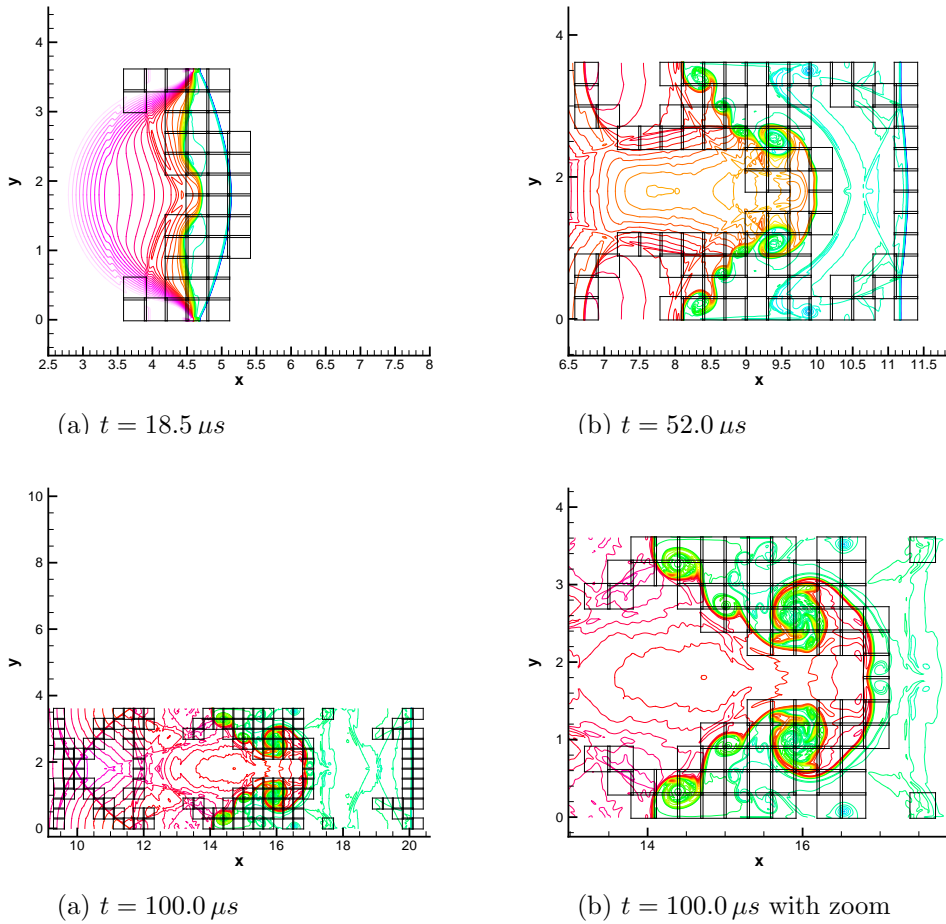 4
3
2
1
0
y
2.5 3 3.5 4 4.5 5 5.5 6 6.5 7 7.5 8
x
(a) t = 18.5 μs
4
2
0
y
6.5 7 7.5 8 8.5 9 9.5 10 10.5 11 11.5
x
(b) t = 52.0 μs
10
8
6
4
2
0
y
10 12 14 16 18 20
x
(a) t = 100.0 μs
4
3
2
1
0
y
14 16
x
(b) t = 100.0 μs with zoom